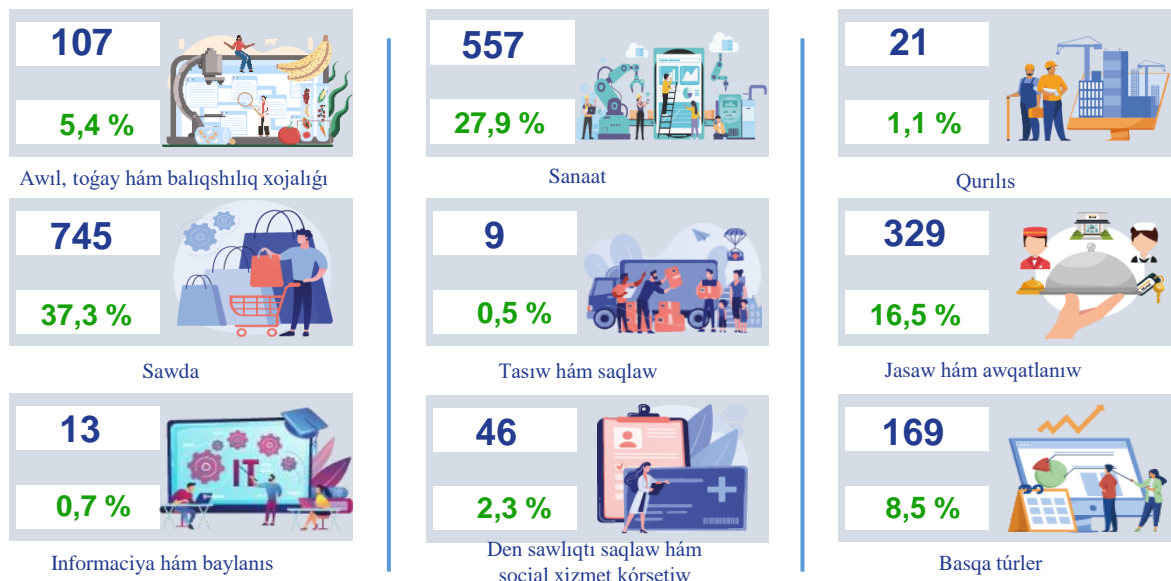 107
5,4 %
Awıl, toǵay hám balıqshılıq xojalıǵı
557
27,9 %
Sanaat
21
1,1 %
Qurılıs
745
37,3 %
Sawda
9
0,5 %
Tasıw hám saqlaw
329
16,5 %
Jasaw hám awqatlanıw
13
IT
0,7 %
Informaciya hám baylanıs
46
2,3 %
Den sawlıqtı saqlaw hám
social xizmet kórsetiw
169
8,5 %
Basqa túrler